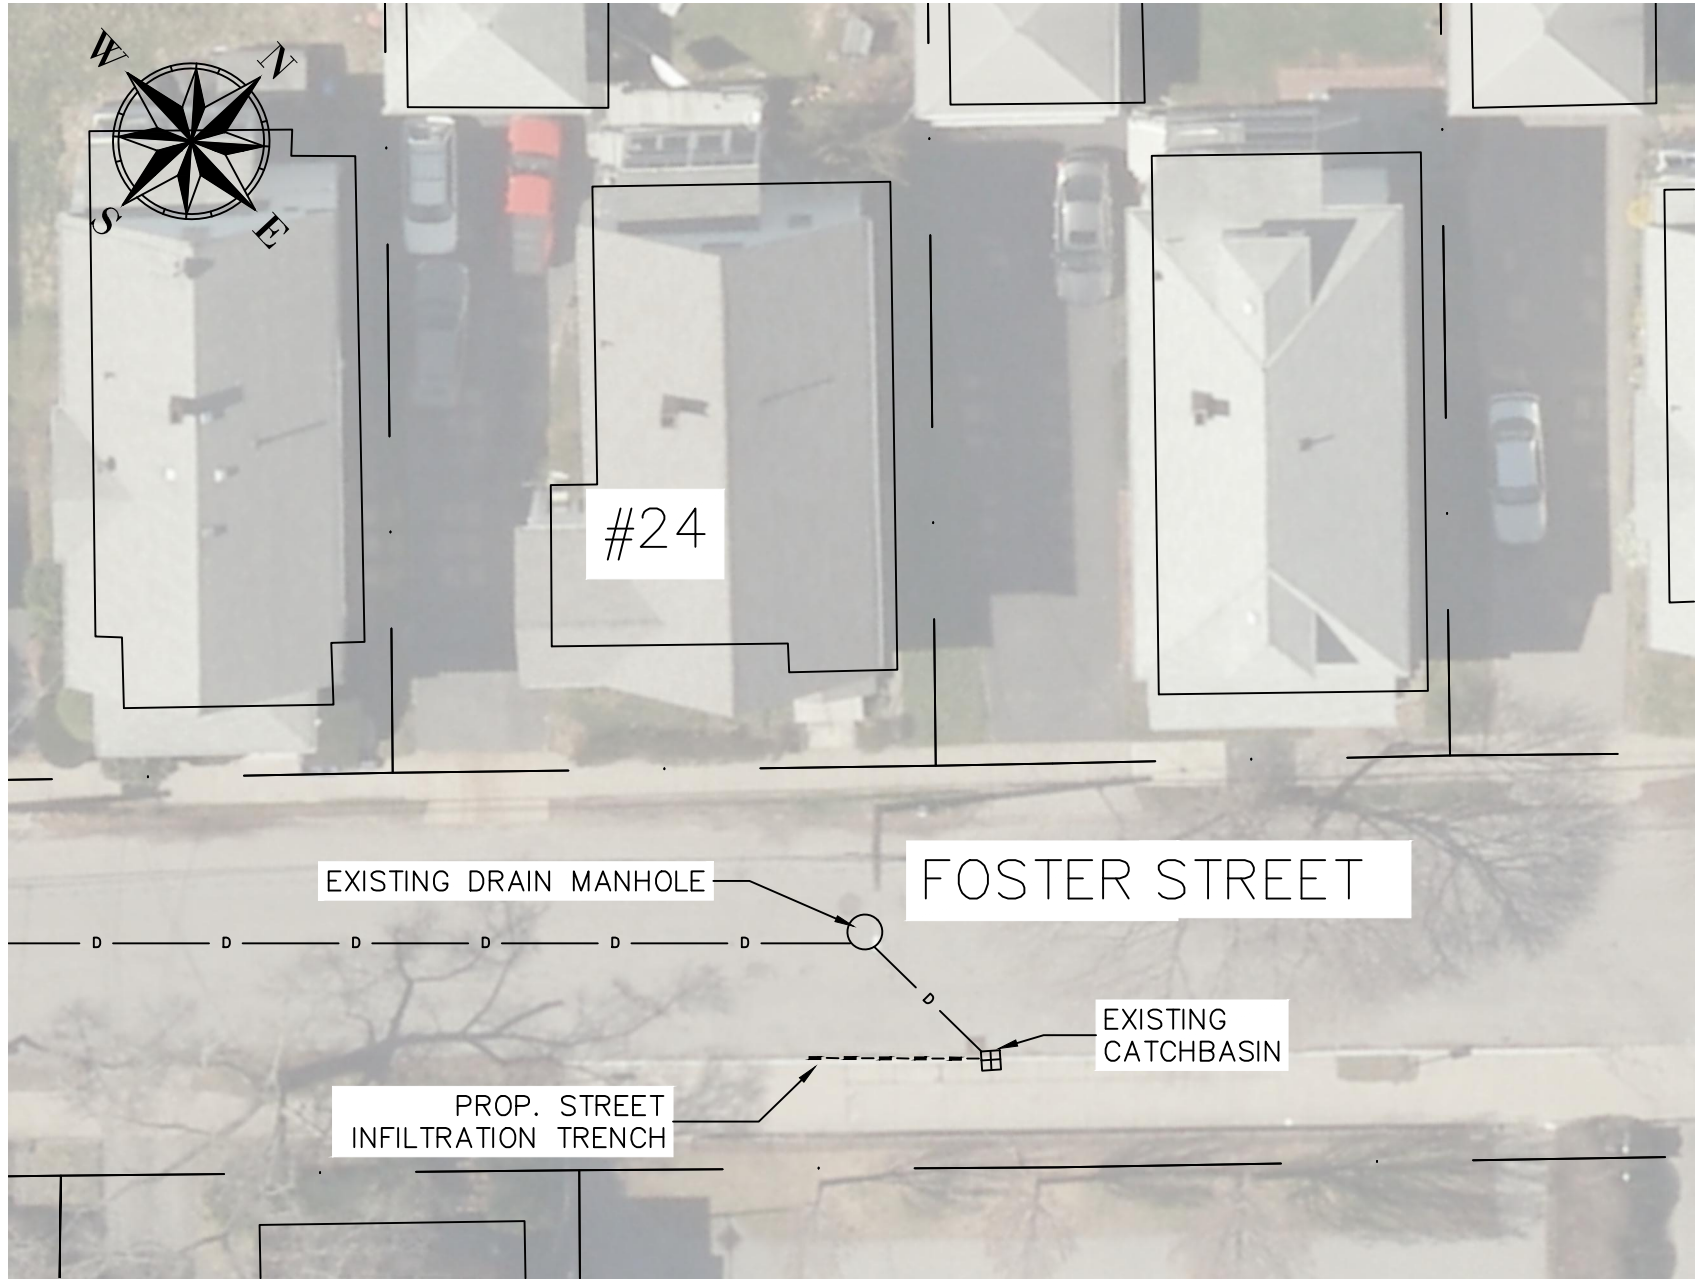 W
N
S
E
#24
EXISTING DRAIN MANHOLE
FOSTER STREET
D D D D D D
D
EXISTING
CATCHBASIN
PROP. STREET
INFILTRATION TRENCH